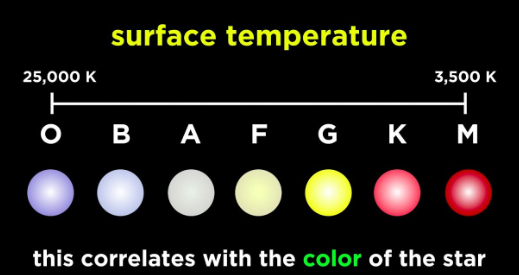 surface temperature
25,000 K 3,500 K
O B A F G K M
this correlates with the color of the star